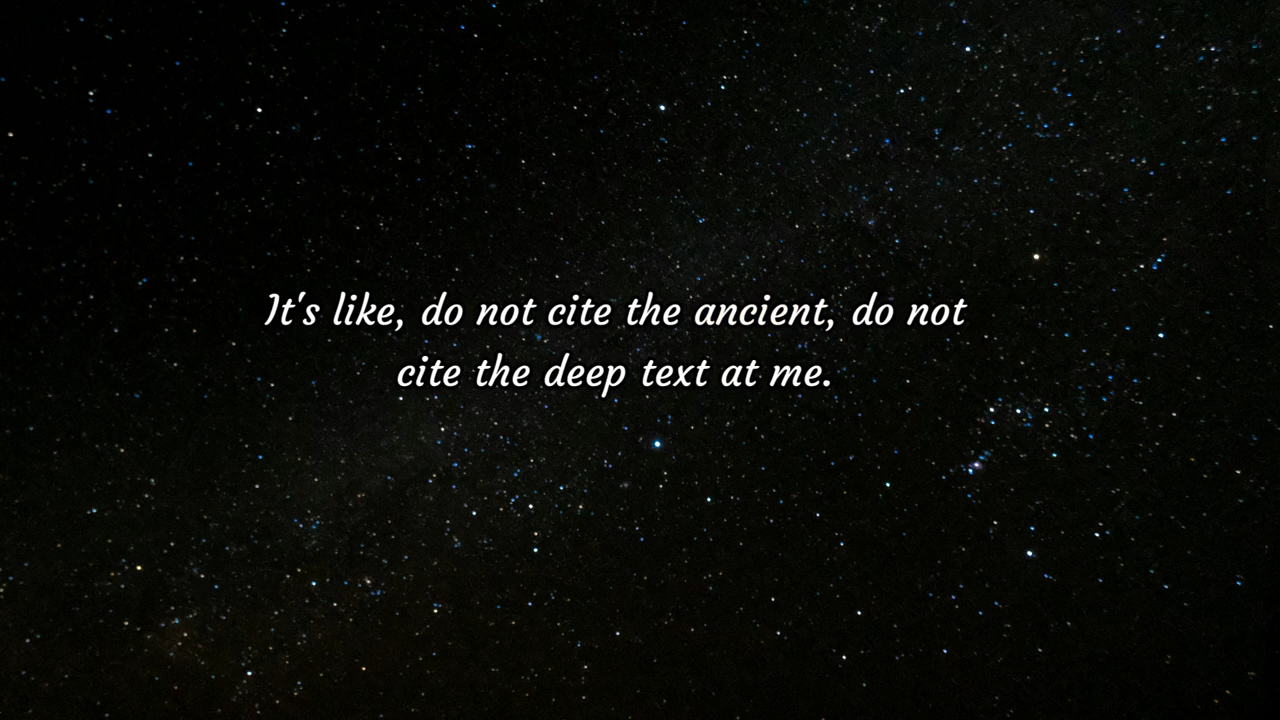 It's like, do not cite the ancient, do not
cite the deep text at me.